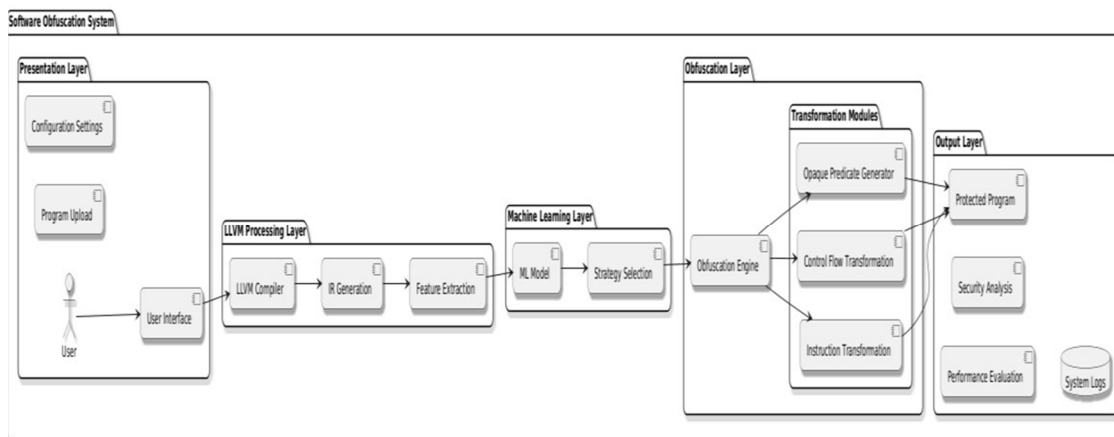 Software Obfuscation System
Presentation Layer
Configuration Settings
Program Upload
User
User Interface
LLVM Processing Layer
LLVM Compiler
IR Generation
Feature Extraction
Machine Learning Layer
ML Model
Strategy Selection
Obfuscation Layer
Obfuscation Engine
Transformation Modules
Opaque Predicate Generator
Control Flow Transformation
Instruction Transformation
Output Layer
Protected Program
Security Analysis
Performance Evaluation
System Logs